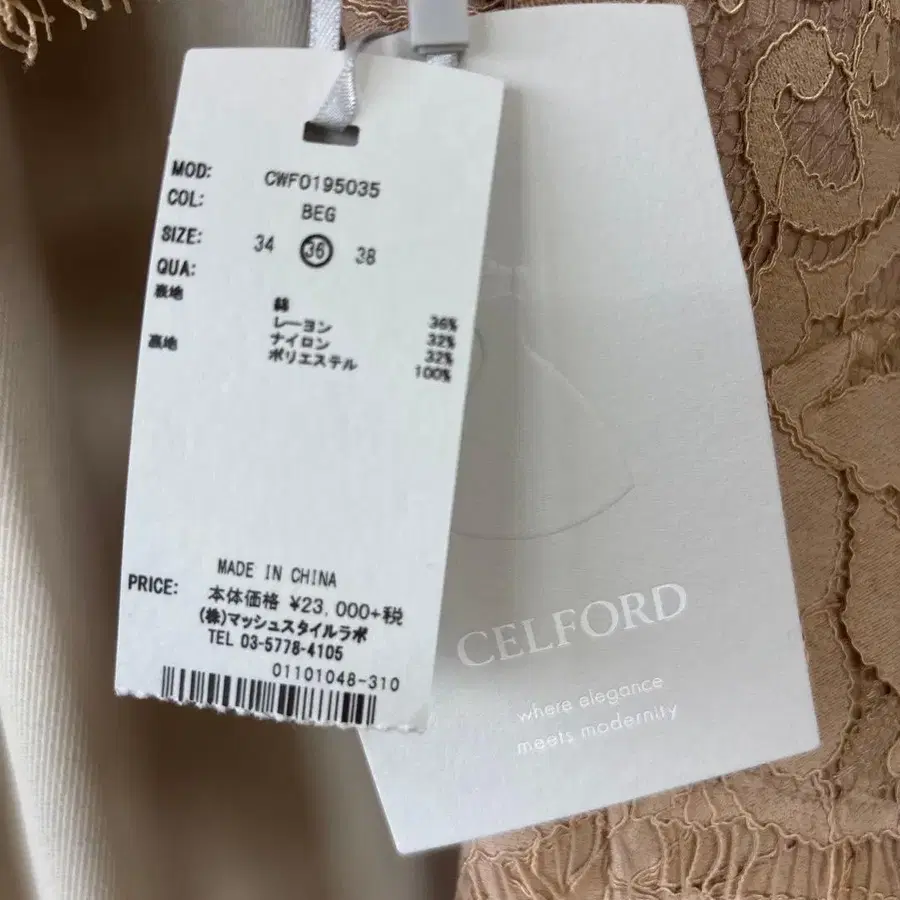 MOD: CWF0195035
COL: BEG
SIZE: 34 36 38
QUA:
表地 綿 36%
レーヨン 32%
ナイロン 32%
裏地 ポリエステル 100%
MADE IN CHINA
PRICE: 本体価格 ¥23,000+税
(株)マッシュスタイルラボ
TEL 03-5778-4105
01101048-310
CELFORD
where elegance
meets modernity